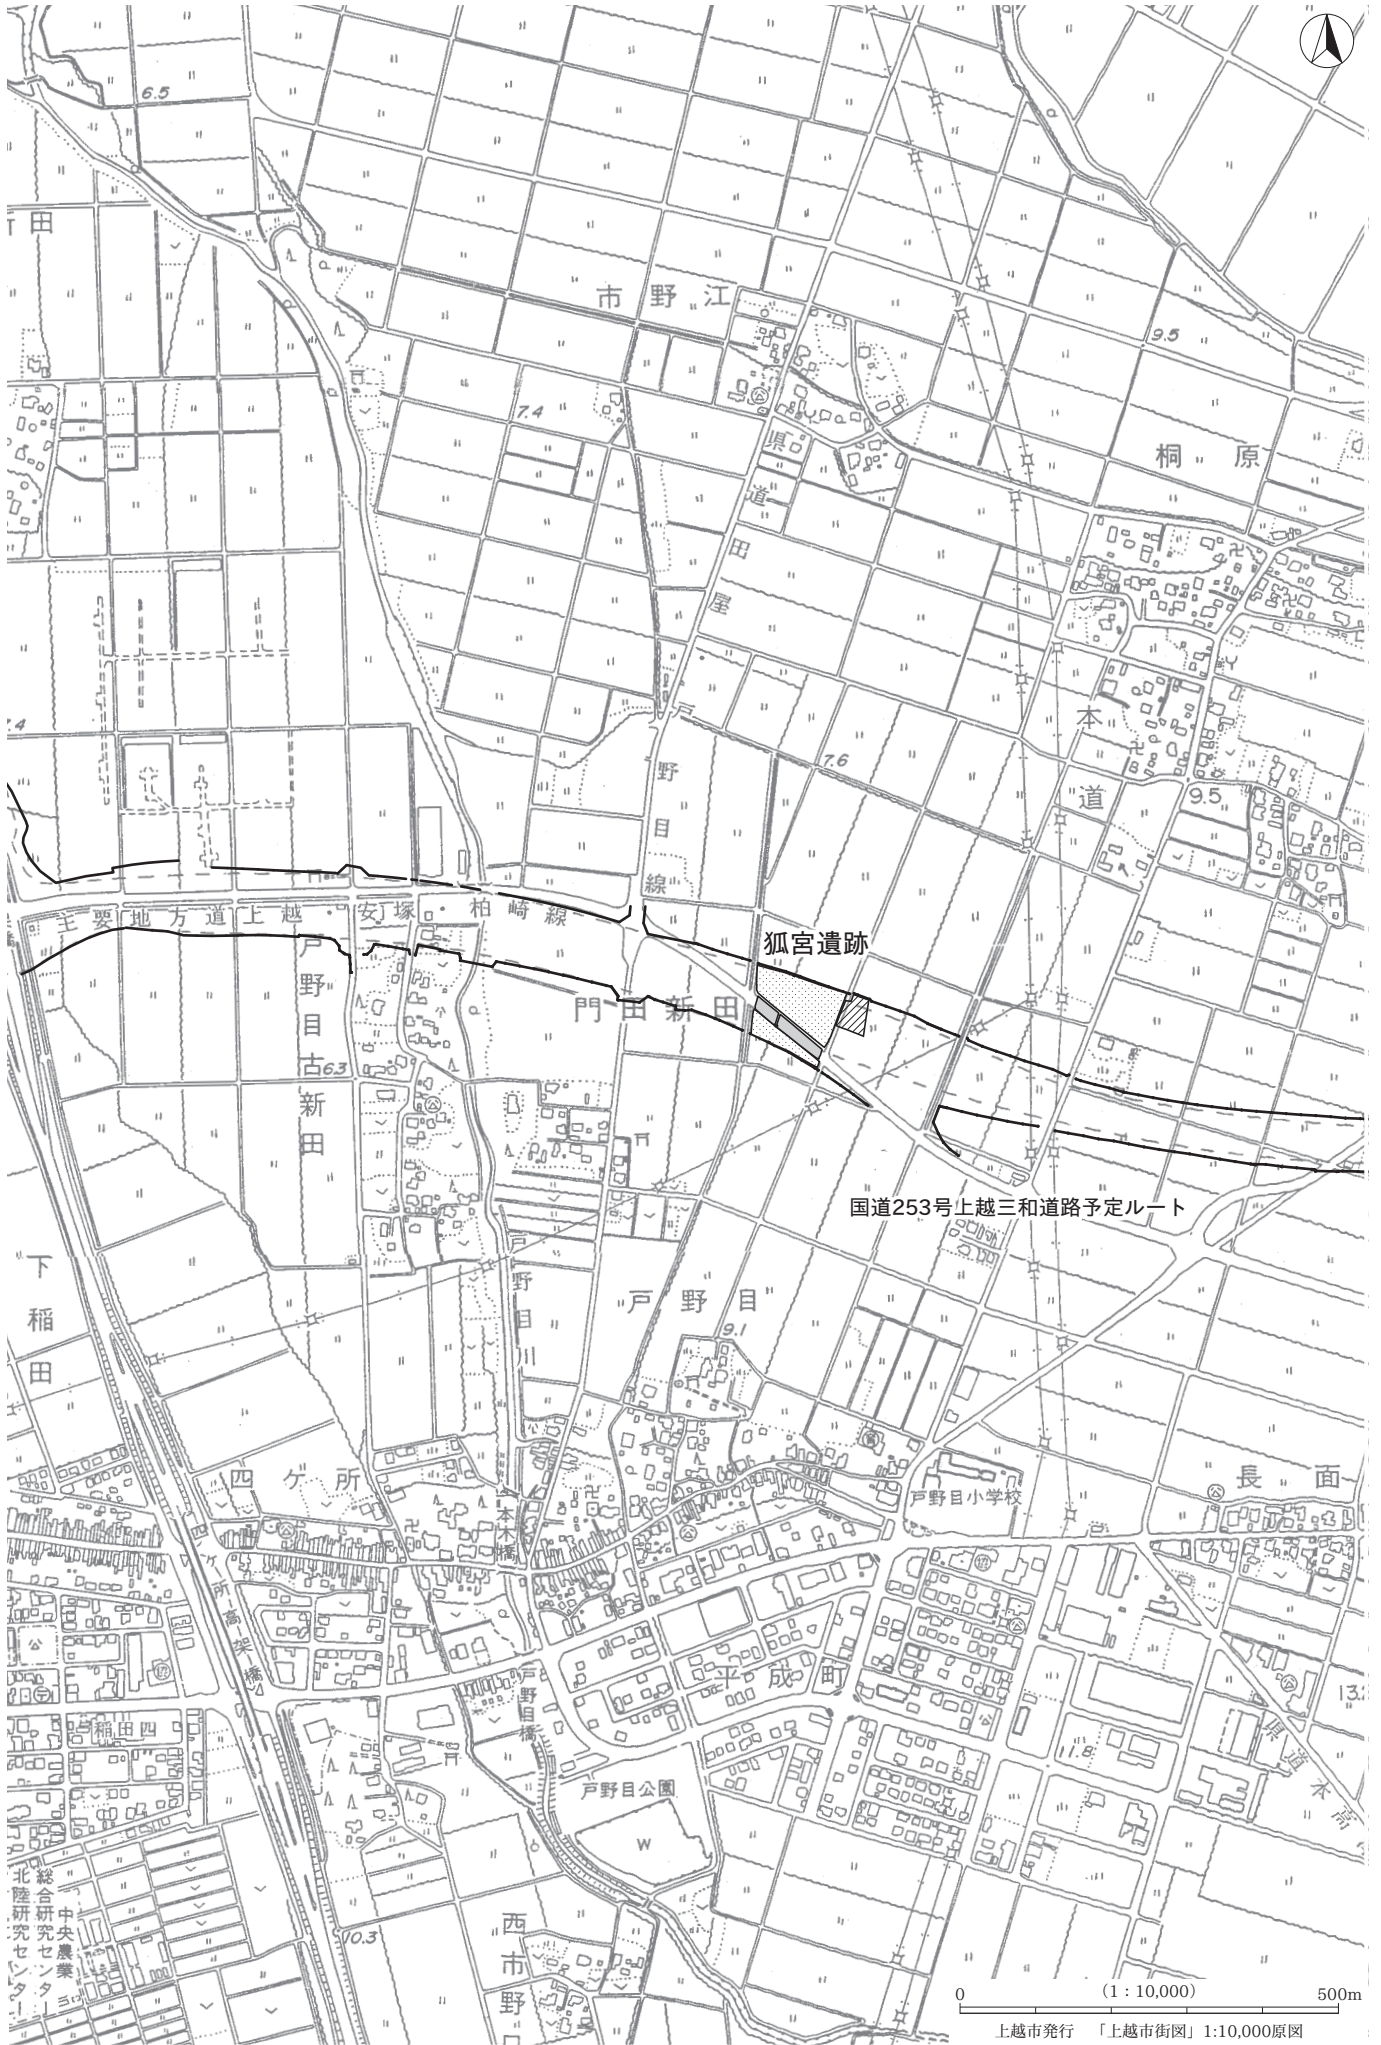 6.5
田
市野江
9.5
7.4
桐原
県道田屋戸野目線
本道
7.6
9.5
主要地方道上越・安塚・柏崎線
狐宮遺跡
門田新田
戸野目古新田
6.3
国道253号上越三和道路予定ルート
下稲田
戸野目川
戸野目
9.1
四ケ所
戸野目小学校
長面
本木橋
四ケ所高架橋
平成町
戸野目橋
13.
稲田四
11.8
県道本高
戸野目公園
W
中央農業
総合研究センター
北陸研究センター
10.3
西市野口
0 (1：10,000) 500m
上越市発行 「上越市街図」1:10,000原図